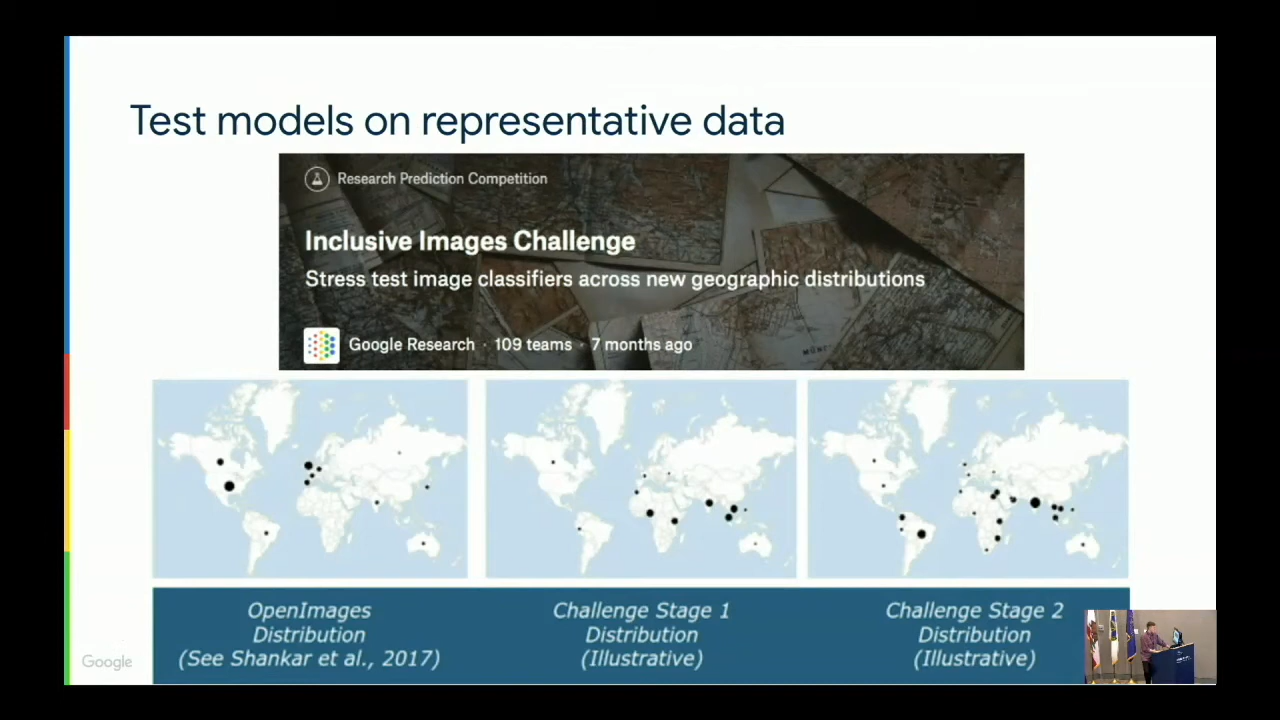 Test models on representative data
Research Prediction Competition
Inclusive Images Challenge
Stress test image classifiers across new geographic distributions
Google Research · 109 teams · 7 months ago
OpenImages
Distribution
(See Shankar et al., 2017)
Challenge Stage 1
Distribution
(Illustrative)
Challenge Stage 2
Distribution
(Illustrative)
Google